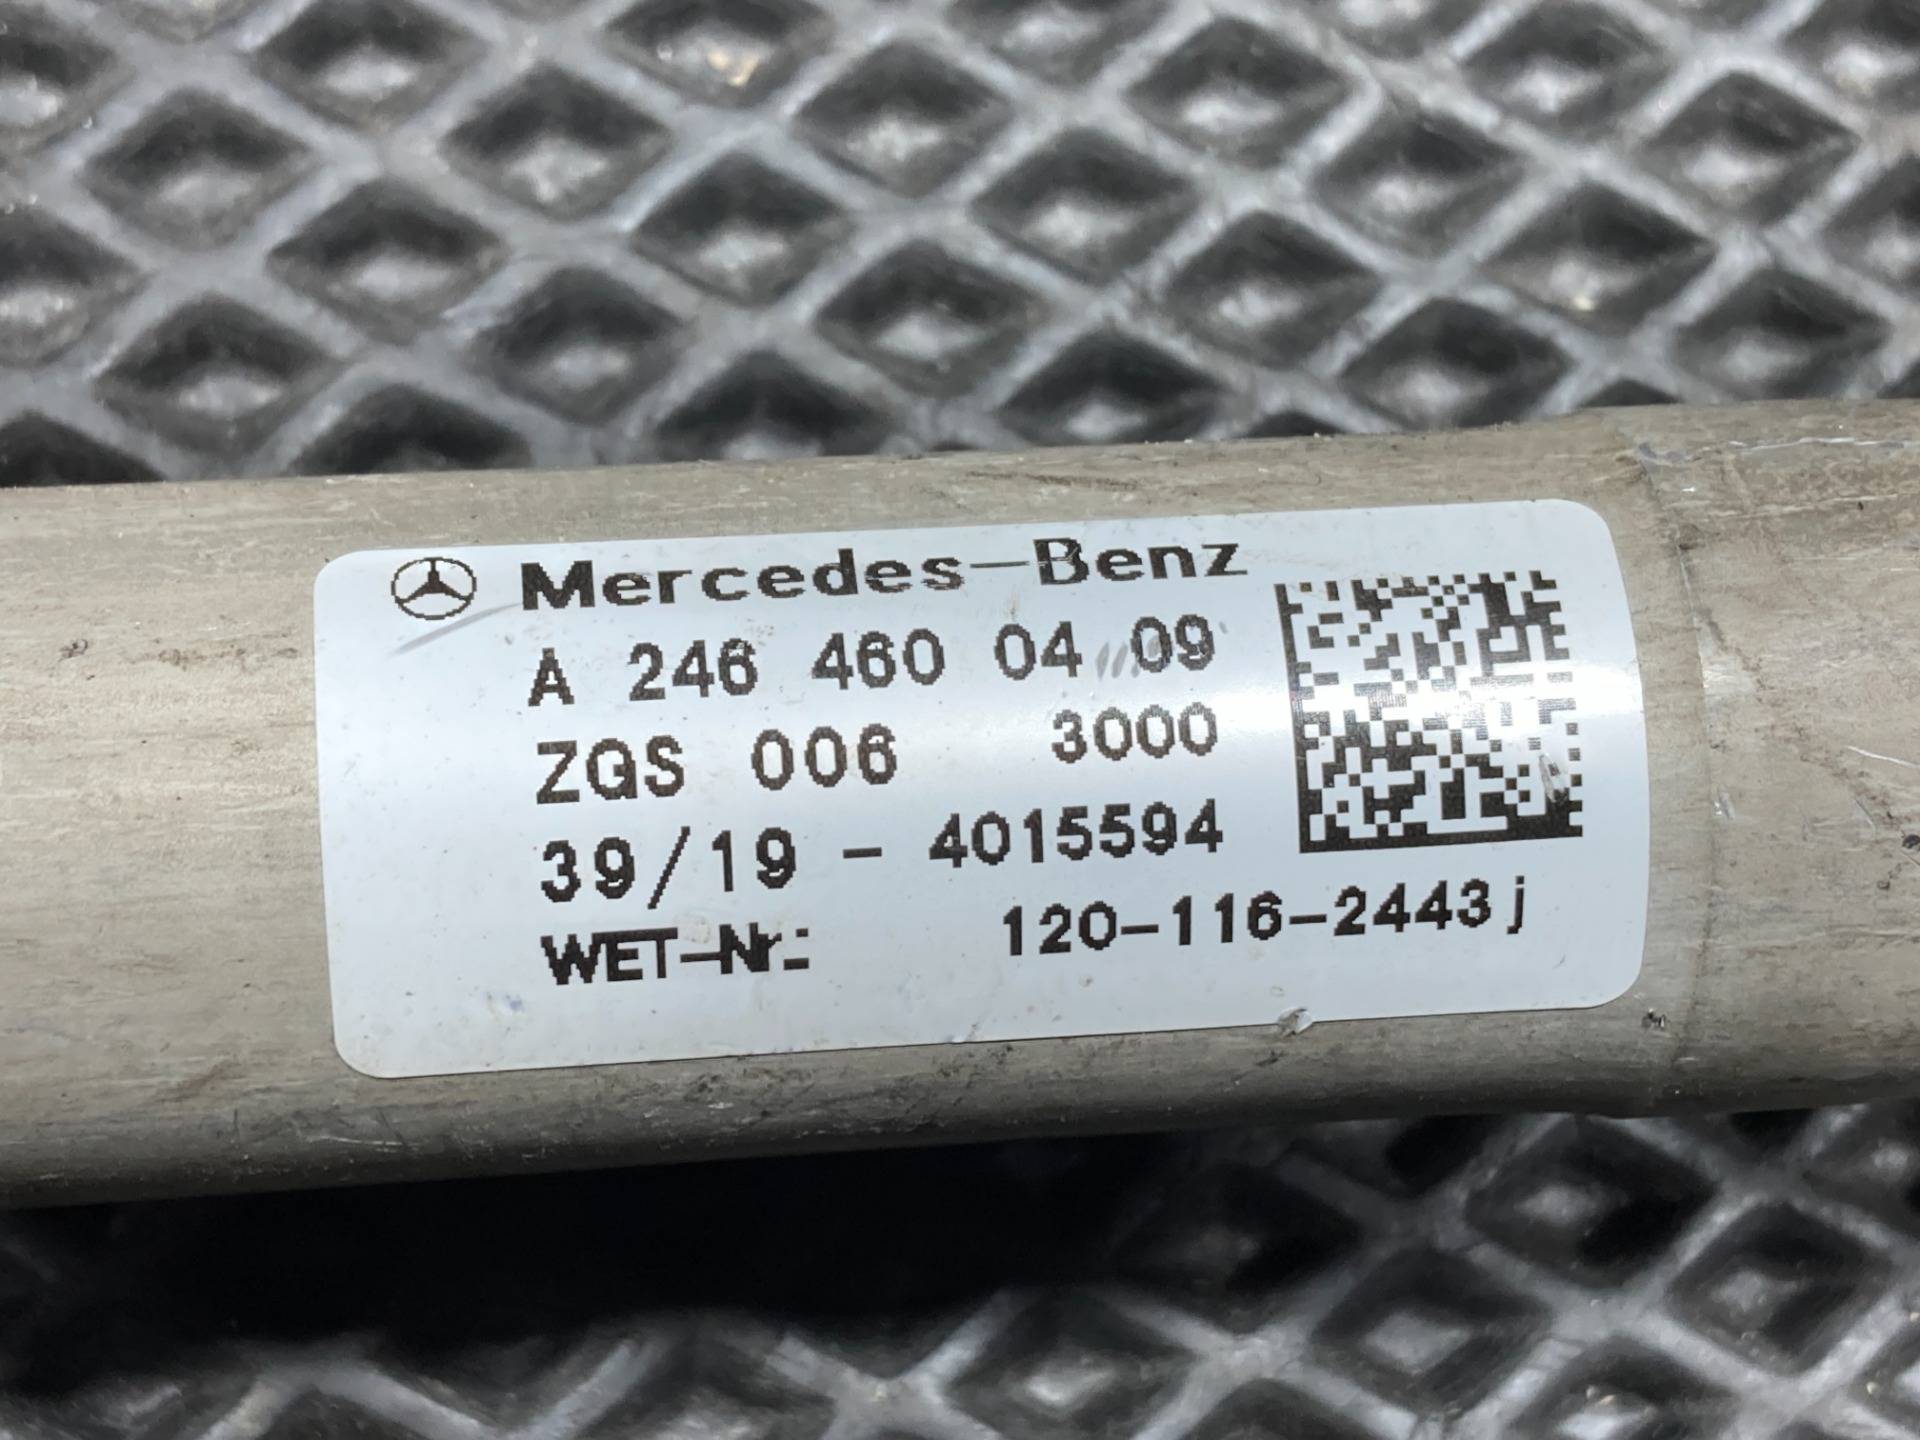 Mercedes-Benz
A 246 460 04 09
ZGS 006 3000
39/19 - 4015594
WET-Nr.: 120-116-2443j